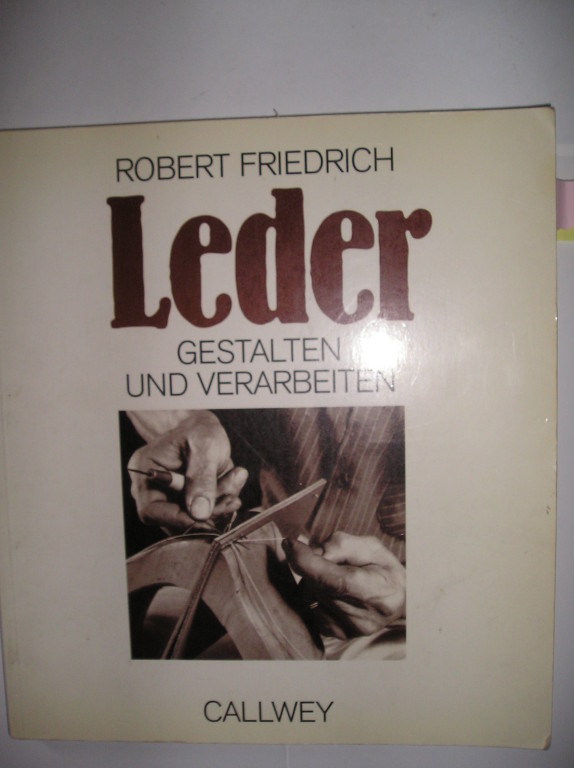 ROBERT FRIEDRICH
Leder
GESTALTEN
UND VERARBEITEN
CALLWEY